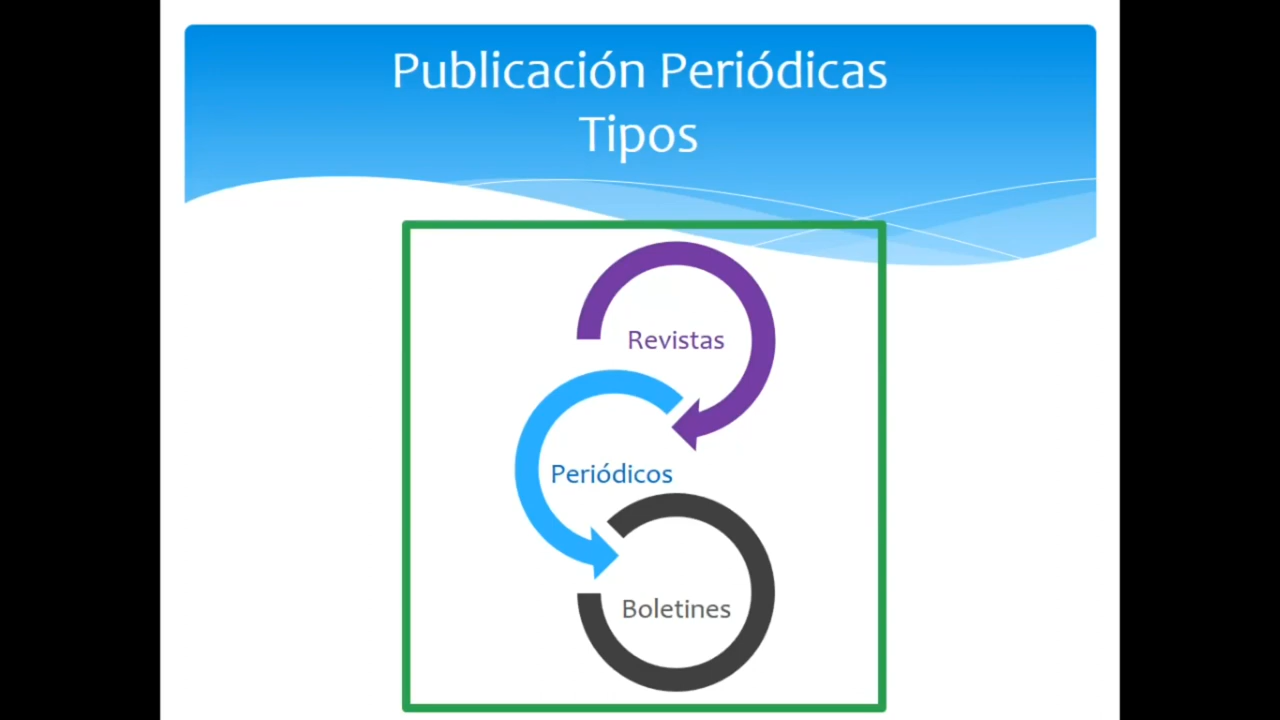 Publicación Periódicas
Tipos
Revistas
Periódicos
Boletines